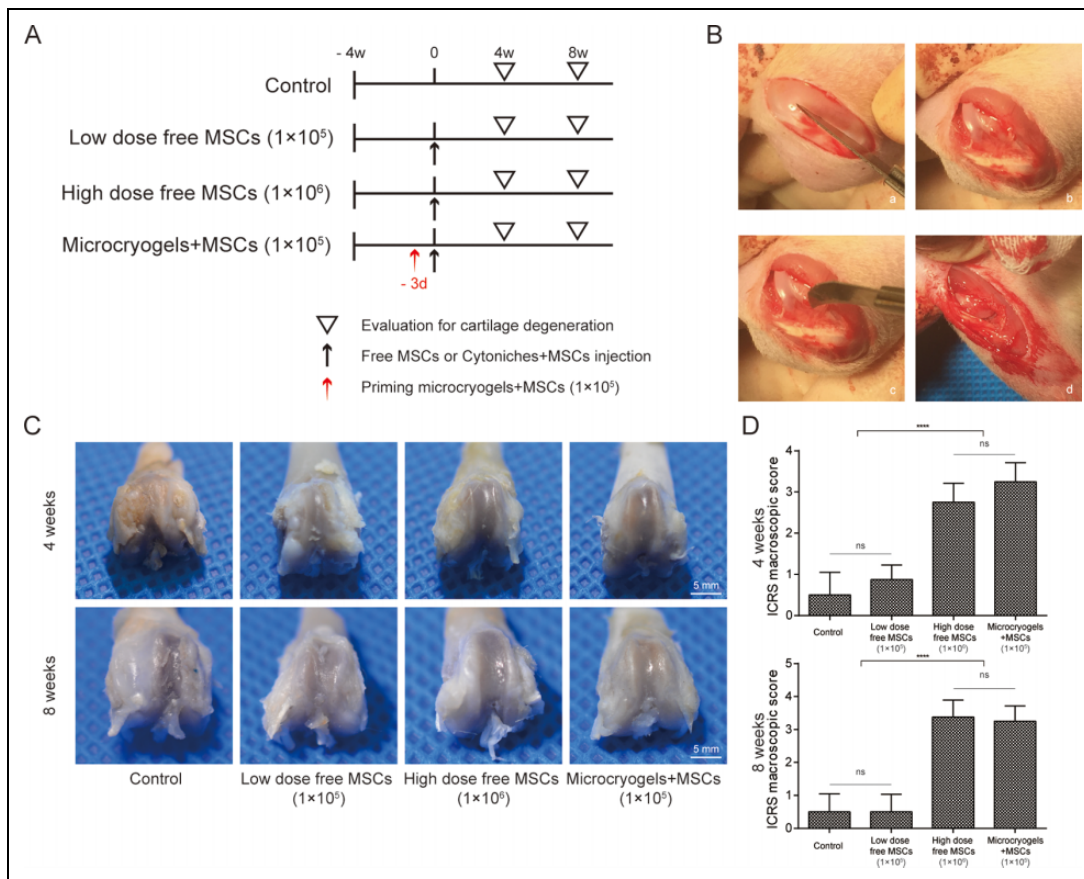 A
- 4w 0 4w 8w
Control
Low dose free MSCs (1×10⁵)
High dose free MSCs (1×10⁶)
Microcryogels+MSCs (1×10⁵)
- 3d
Evaluation for cartilage degeneration
Free MSCs or Cytoniches+MSCs injection
Priming microcryogels+MSCs (1×10⁵)
B
a
b
c
d
C
4 weeks
5 mm
8 weeks
5 mm
Control Low dose free MSCs High dose free MSCs Microcryogels+MSCs
(1×10⁵) (1×10⁶) (1×10⁵)
D
4 weeks
ICRS macroscopic score
4
3
2
1
0
****
ns
ns
Control Low dose High dose Microcryogels
free MSCs free MSCs +MSCs
(1×10⁵) (1×10⁶) (1×10⁵)
8 weeks
ICRS macroscopic score
5
4
3
2
1
0
****
ns
ns
Control Low dose High dose Microcryogels
free MSCs free MSCs +MSCs
(1×10⁵) (1×10⁶) (1×10⁵)